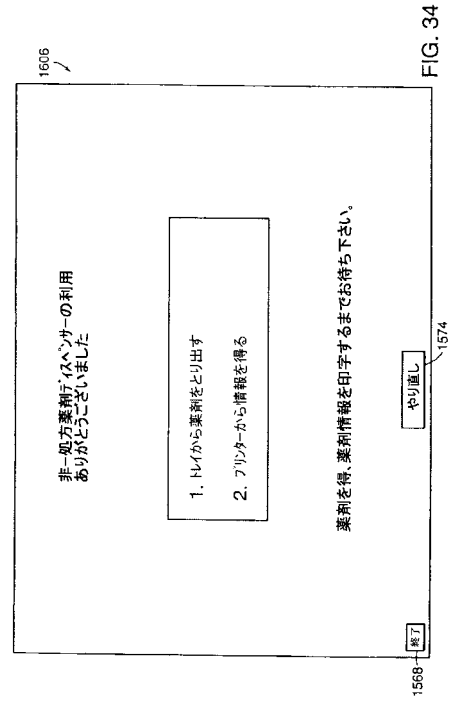 1606
非一処方薬剤ディスペンサーの利用
ありがとうございました
1. トレイから薬剤をとり出す
2. プリンターから情報を得る
薬剤を得、薬剤情報を印字するまでお待ち下さい。
やり直し
1574
終了
1568
FIG. 34